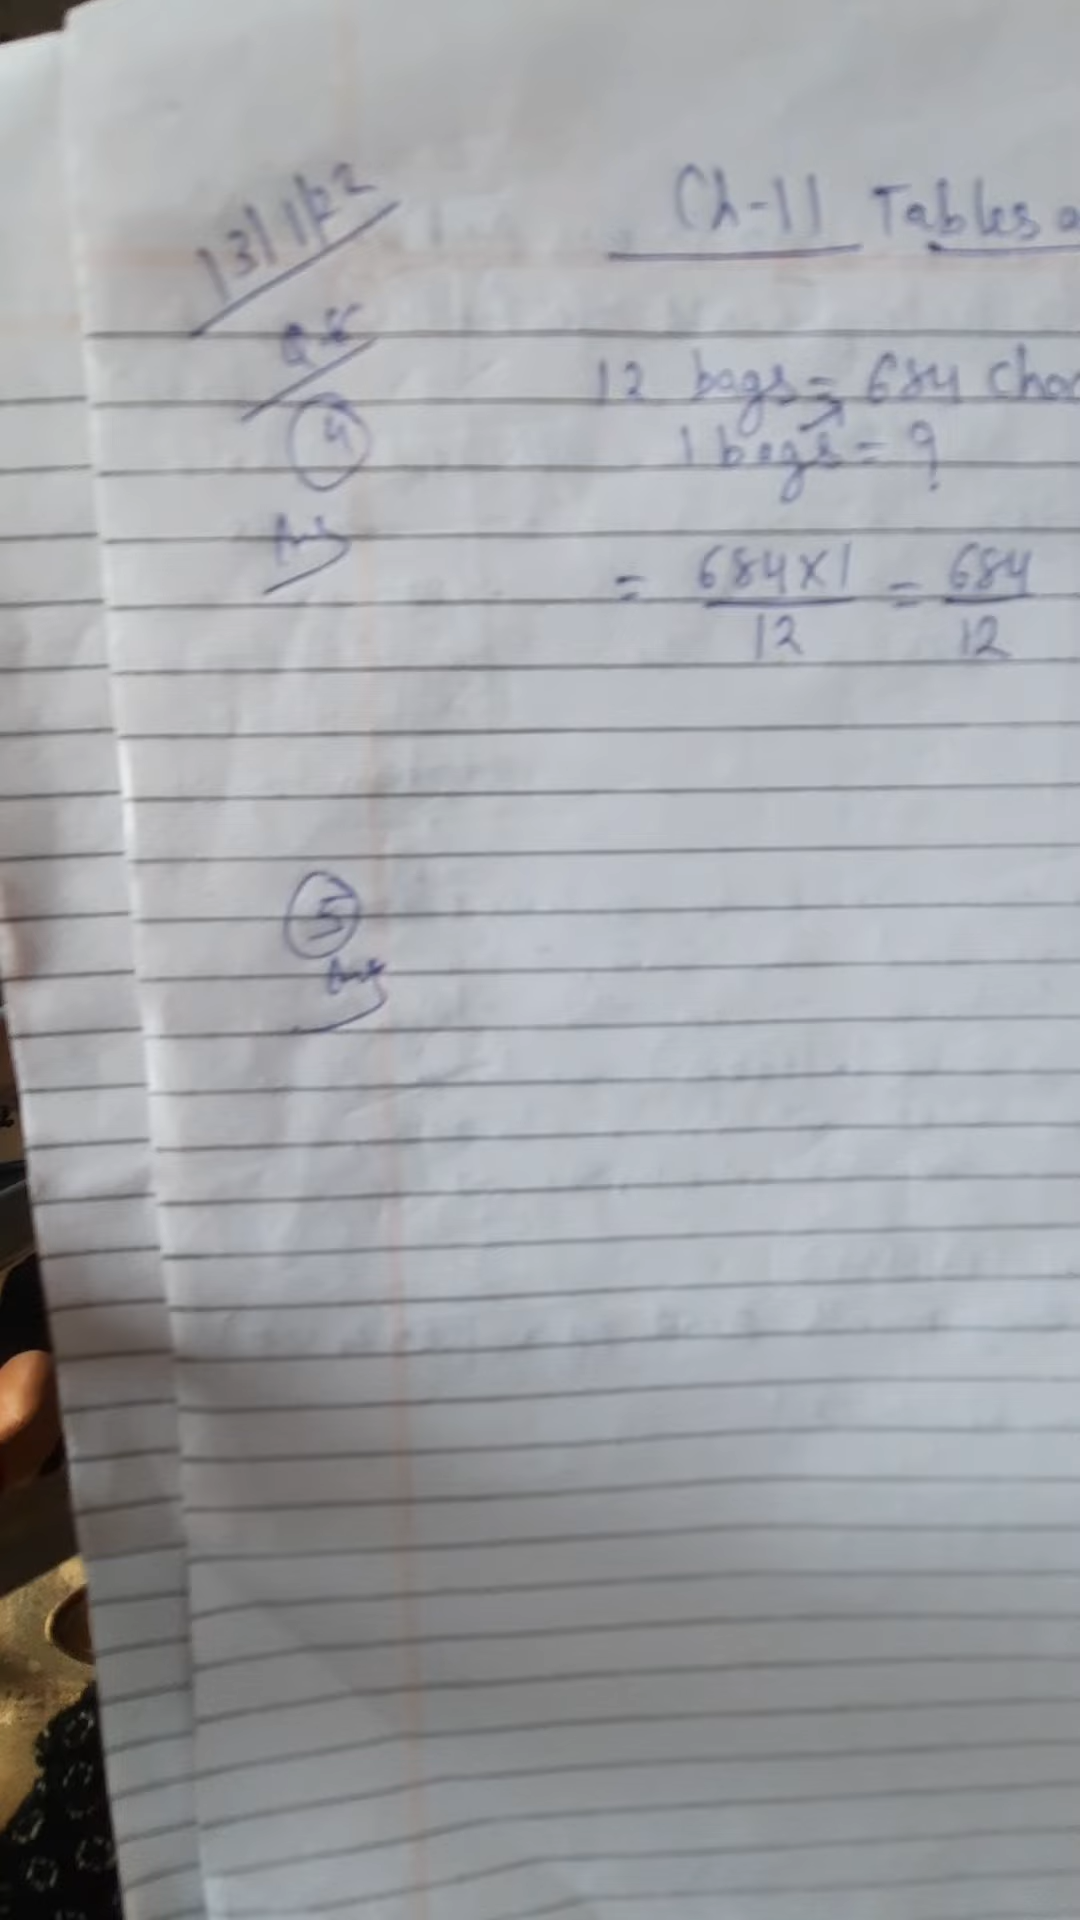 13/1/22
Ch-11 Tables a
4
12 bags = 684 Choc
1 bags = ?
Ans
= 684×1/12 = 684/12
5
Ans